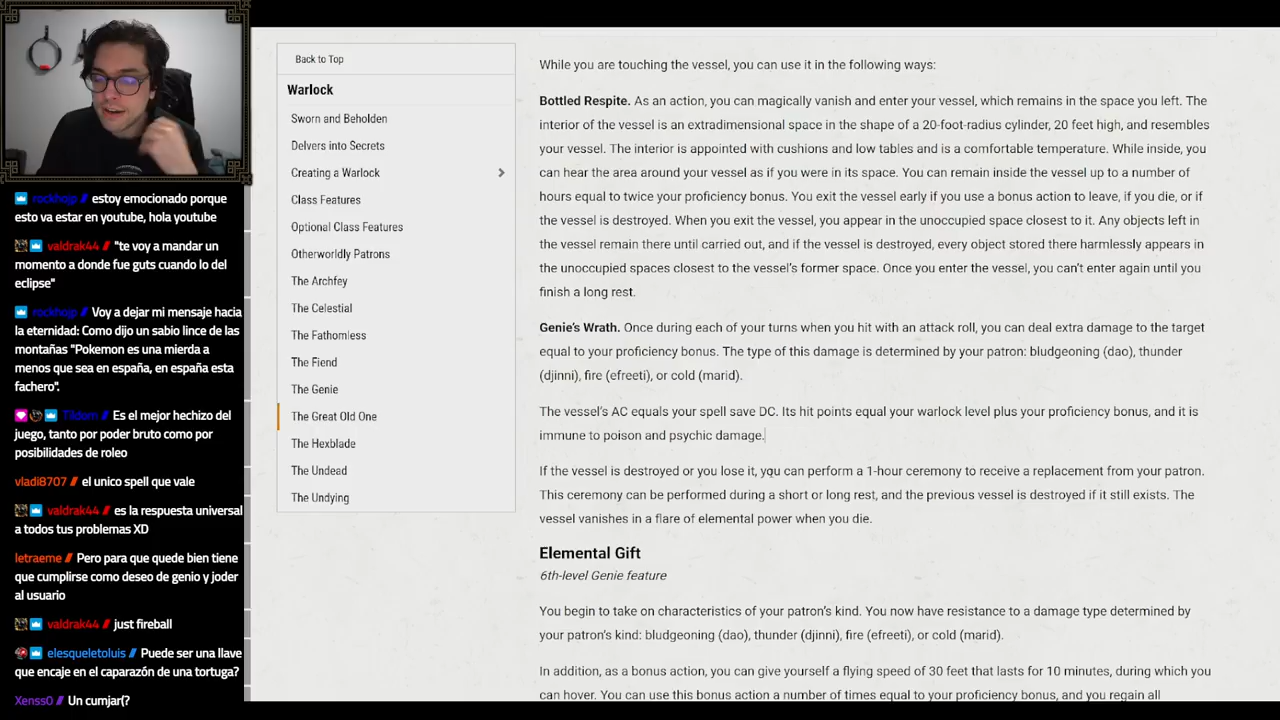 rockhojp // estoy emocionado porque
esto va estar en youtube, hola youtube
valdrak44 // "te voy a mandar un
momento a donde fue guts cuando lo del
eclipse"
rockhojp // Voy a dejar mi mensaje hacia
la eternidad: Como dijo un sabio lince de las
montañas "Pokemon es una mierda a
menos que sea en españa, en españa esta
fachero".
Tildom // Es el mejor hechizo del
juego, tanto por poder bruto como por
posibilidades de roleo
vladi8707 // el unico spell que vale
valdrak44 // es la respuesta universal
a todos tus problemas XD
letraeme // Pero para que quede bien tiene
que cumplirse como deseo de genio y joder
al usuario
valdrak44 // just fireball
elesqueletoluis // Puede ser una llave
que encaje en el caparazón de una tortuga?
Xenss0 // Un cumjar(?
Back to Top
Warlock
Sworn and Beholden
Delvers into Secrets
Creating a Warlock
Class Features
Optional Class Features
Otherworldly Patrons
The Archfey
The Celestial
The Fathomless
The Fiend
The Genie
The Great Old One
The Hexblade
The Undead
The Undying
While you are touching the vessel, you can use it in the following ways:
Bottled Respite. As an action, you can magically vanish and enter your vessel, which remains in the space you left. The
interior of the vessel is an extradimensional space in the shape of a 20-foot-radius cylinder, 20 feet high, and resembles
your vessel. The interior is appointed with cushions and low tables and is a comfortable temperature. While inside, you
can hear the area around your vessel as if you were in its space. You can remain inside the vessel up to a number of
hours equal to twice your proficiency bonus. You exit the vessel early if you use a bonus action to leave, if you die, or if
the vessel is destroyed. When you exit the vessel, you appear in the unoccupied space closest to it. Any objects left in
the vessel remain there until carried out, and if the vessel is destroyed, every object stored there harmlessly appears in
the unoccupied spaces closest to the vessel's former space. Once you enter the vessel, you can't enter again until you
finish a long rest.
Genie's Wrath. Once during each of your turns when you hit with an attack roll, you can deal extra damage to the target
equal to your proficiency bonus. The type of this damage is determined by your patron: bludgeoning (dao), thunder
(djinni), fire (efreeti), or cold (marid).
The vessel's AC equals your spell save DC. Its hit points equal your warlock level plus your proficiency bonus, and it is
immune to poison and psychic damage.
If the vessel is destroyed or you lose it, you can perform a 1-hour ceremony to receive a replacement from your patron.
This ceremony can be performed during a short or long rest, and the previous vessel is destroyed if it still exists. The
vessel vanishes in a flare of elemental power when you die.
Elemental Gift
6th-level Genie feature
You begin to take on characteristics of your patron's kind. You now have resistance to a damage type determined by
your patron's kind: bludgeoning (dao), thunder (djinni), fire (efreeti), or cold (marid).
In addition, as a bonus action, you can give yourself a flying speed of 30 feet that lasts for 10 minutes, during which you
can hover. You can use this bonus action a number of times equal to your proficiency bonus, and you regain all